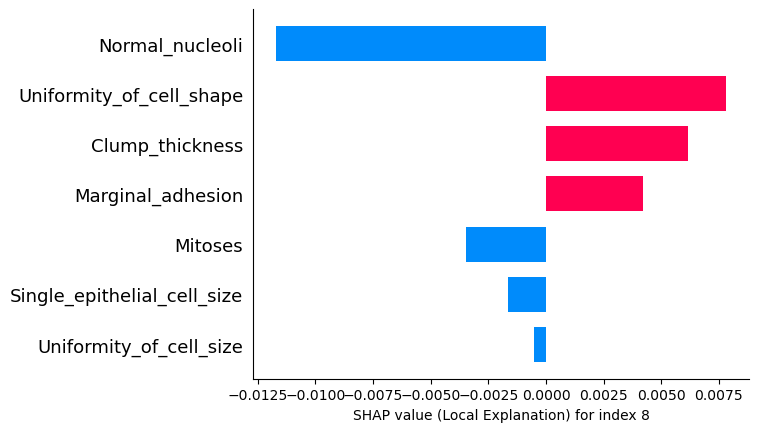 Normal_nucleoli
Uniformity_of_cell_shape
Clump_thickness
Marginal_adhesion
Mitoses
Single_epithelial_cell_size
Uniformity_of_cell_size
−0.0125 −0.0100 −0.0075 −0.0050 −0.0025 0.0000 0.0025 0.0050 0.0075
SHAP value (Local Explanation) for index 8